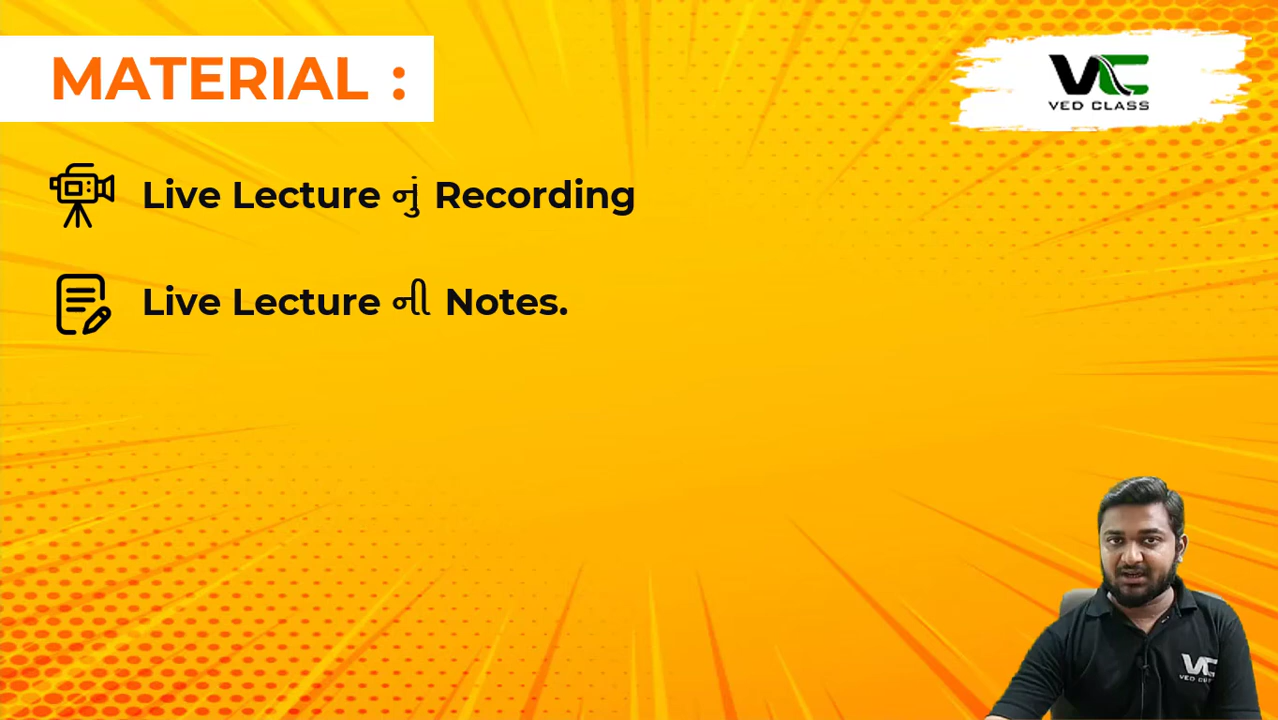 MATERIAL :
VC
VED CLASS
Live Lecture નું Recording
Live Lecture ની Notes.
VC